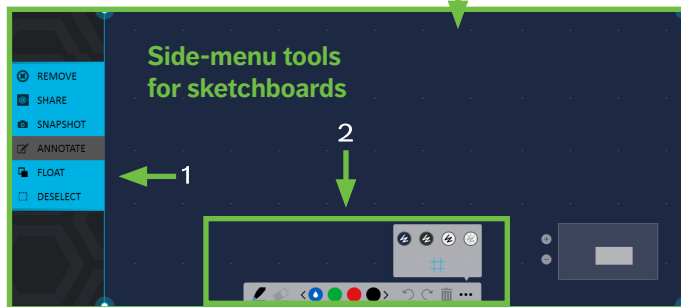 Side-menu tools
for sketchboards
REMOVE
SHARE
SNAPSHOT
ANNOTATE
FLOAT
DESELECT
1
2